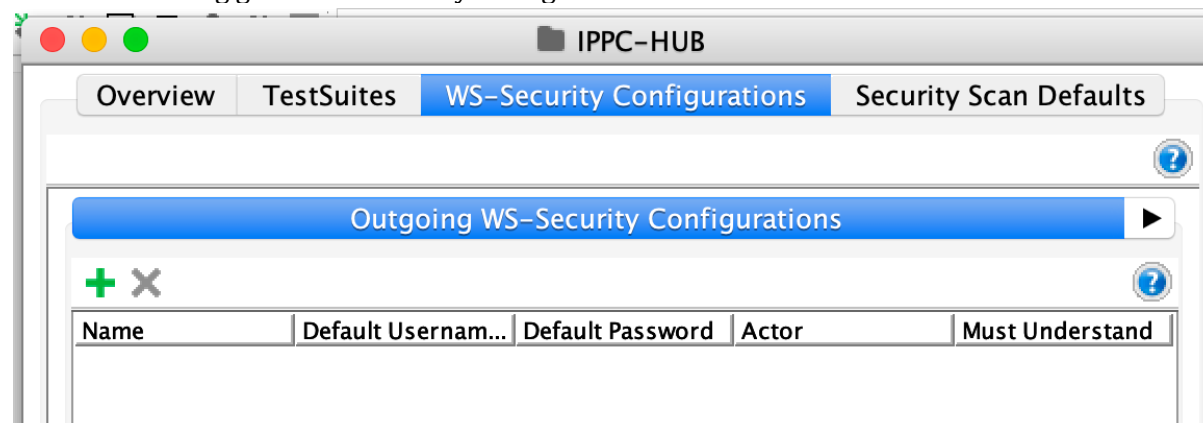 IPPC-HUB
Overview TestSuites WS-Security Configurations Security Scan Defaults
?
Outgoing WS-Security Configurations
?
Name Default Usernam... Default Password Actor Must Understand